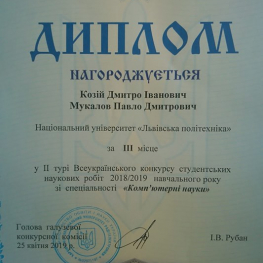 ДИПЛОМ
НАГОРОДЖУЄТЬСЯ
Козій Дмитро Іванович
Мукалов Павло Дмитрович
Національний університет «Львівська політехніка»
за III місце
у II турі Всеукраїнського конкурсу студентських
наукових робіт 2018/2019 навчального року
зі спеціальності «Комп'ютерні науки»
Голова галузевої
конкурсної комісії
25 квітня 2019 р.
І.В. Рубан